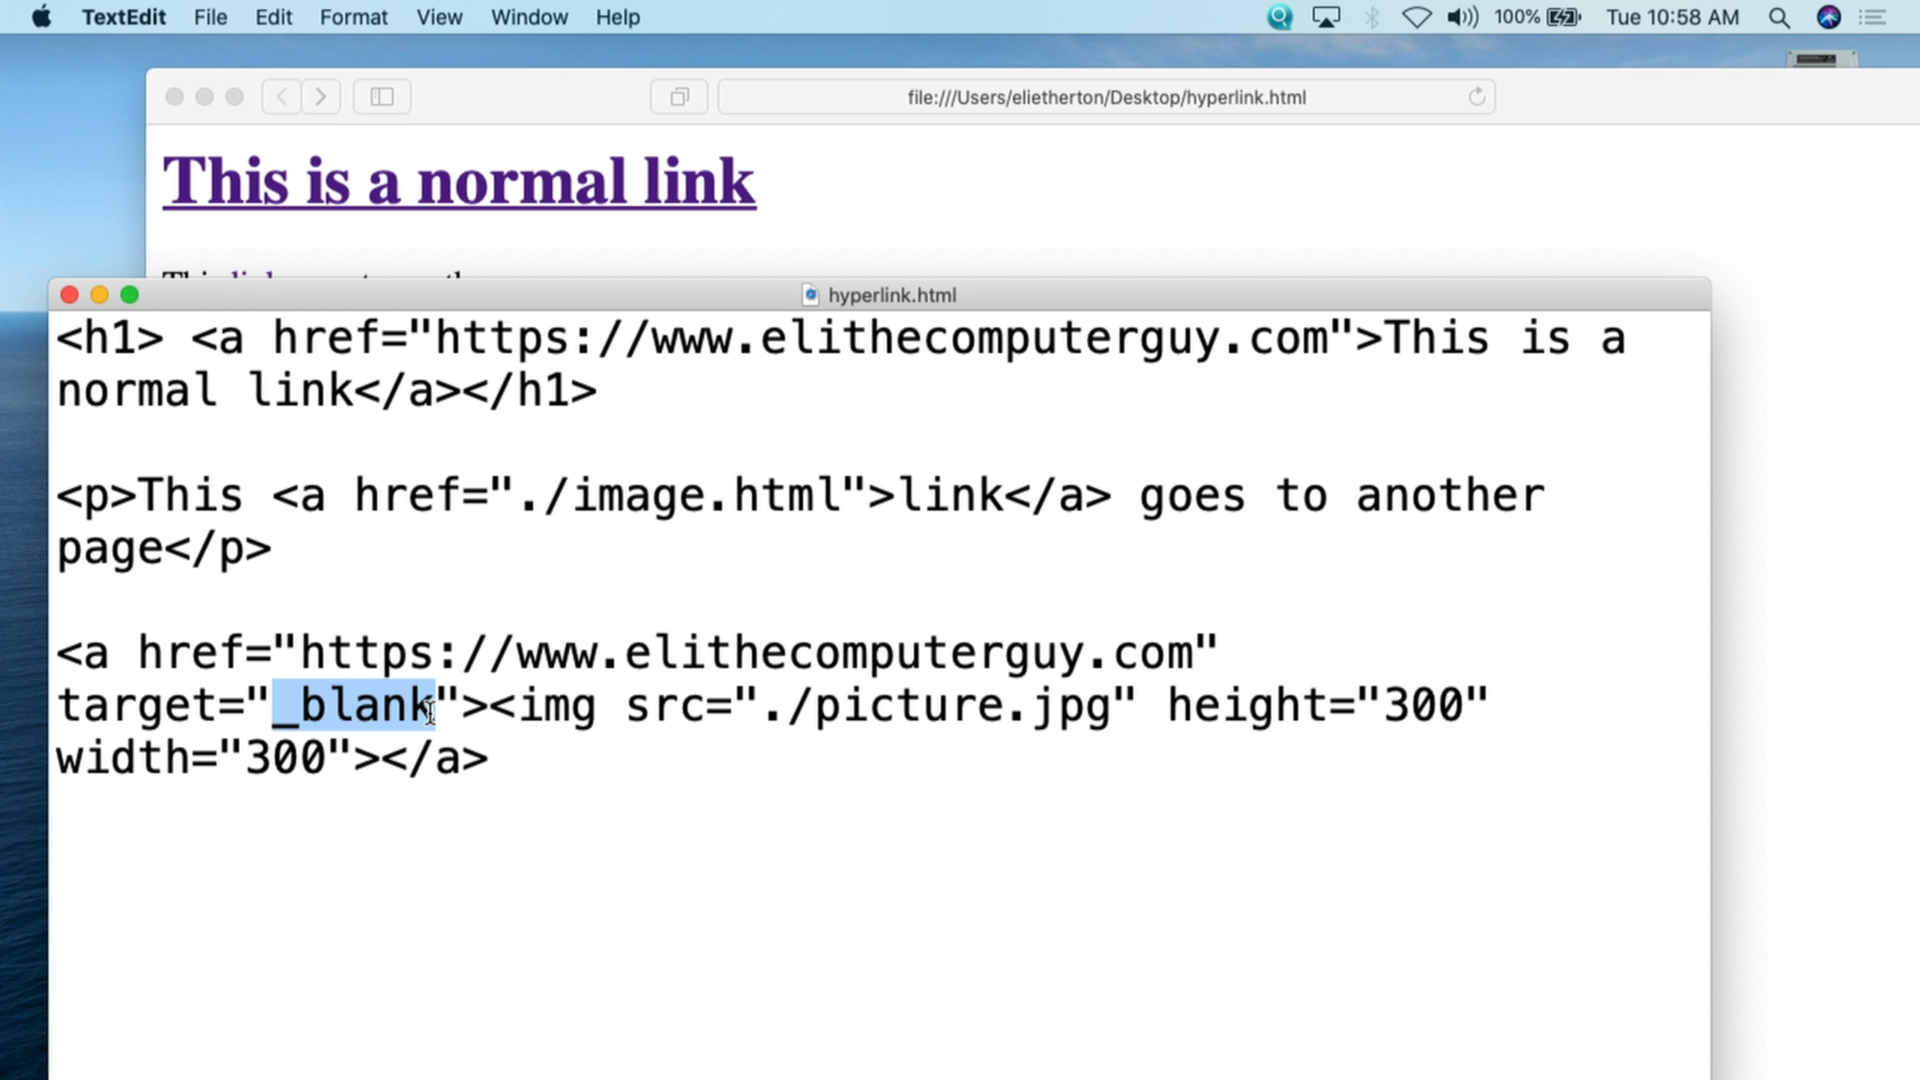 TextEdit File Edit Format View Window Help 100% Tue 10:58 AM
file:///Users/elietherton/Desktop/hyperlink.html
This is a normal link
This link
hyperlink.html
<h1> <a href="https://www.elithecomputerguy.com">This is a
normal link</a></h1>
<p>This <a href="./image.html">link</a> goes to another
page</p>
<a href="https://www.elithecomputerguy.com"
target="_blank"><img src="./picture.jpg" height="300"
width="300"></a>